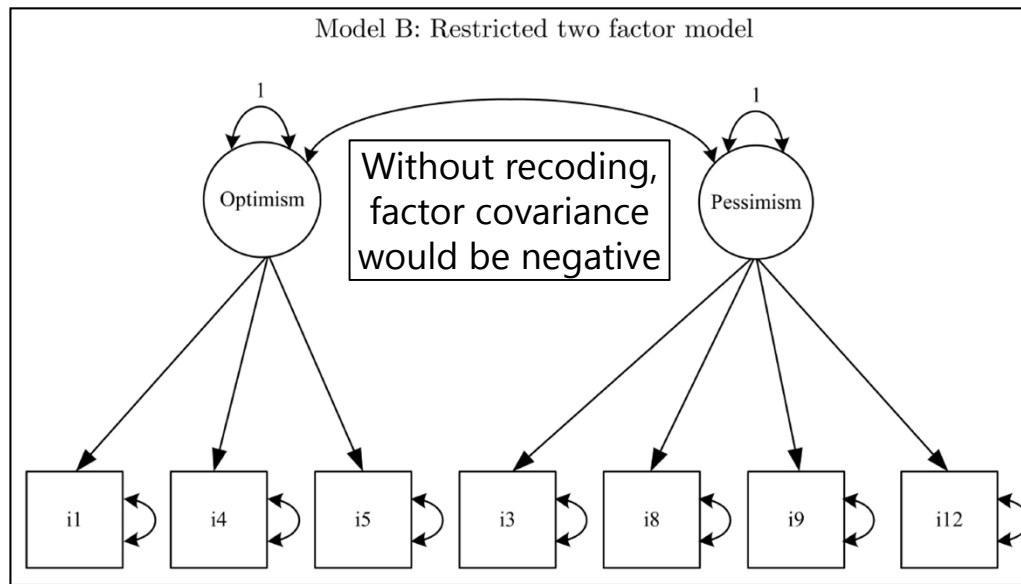 Model B: Restricted two factor model
1
1
Optimism
Without recoding,
factor covariance
would be negative
Pessimism
i1
i4
i5
i3
i8
i9
i12